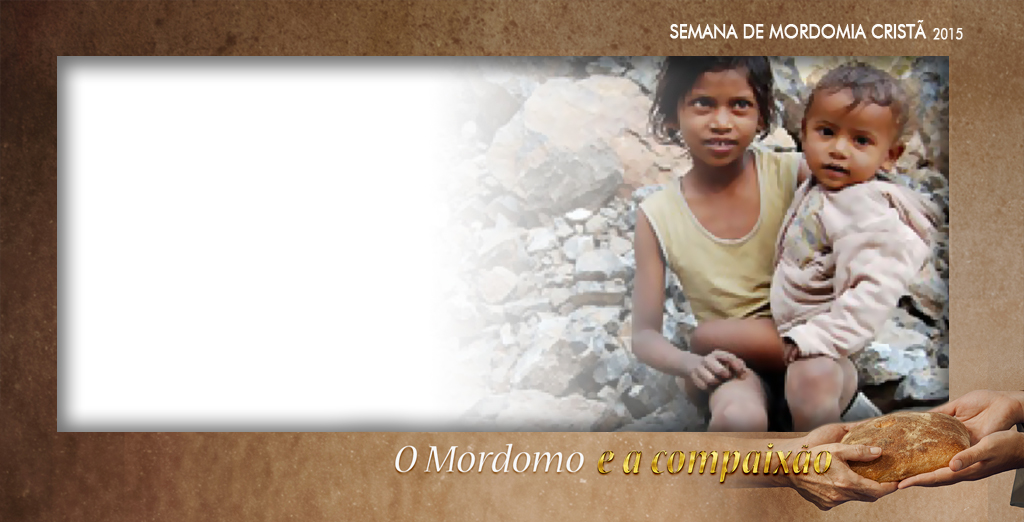 SEMANA DE MORDOMIA CRISTÃ 2015
O Mordomo e a compaixão